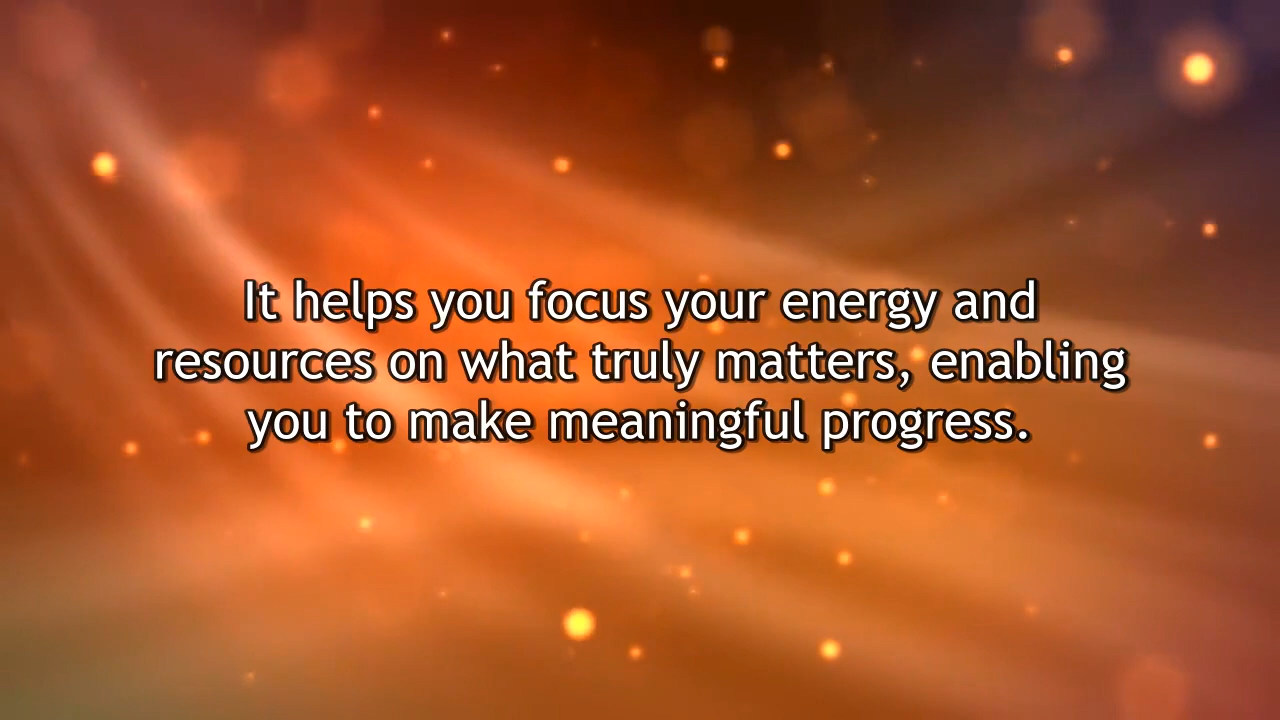 It helps you focus your energy and
resources on what truly matters, enabling
you to make meaningful progress.